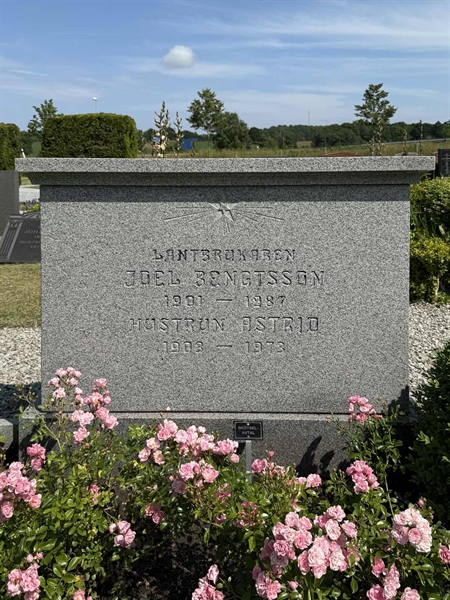 LANTBRUKAREN
JOEL BENGTSSON
1901 — 1987
HUSTRUN ASTRID
1903 — 1973